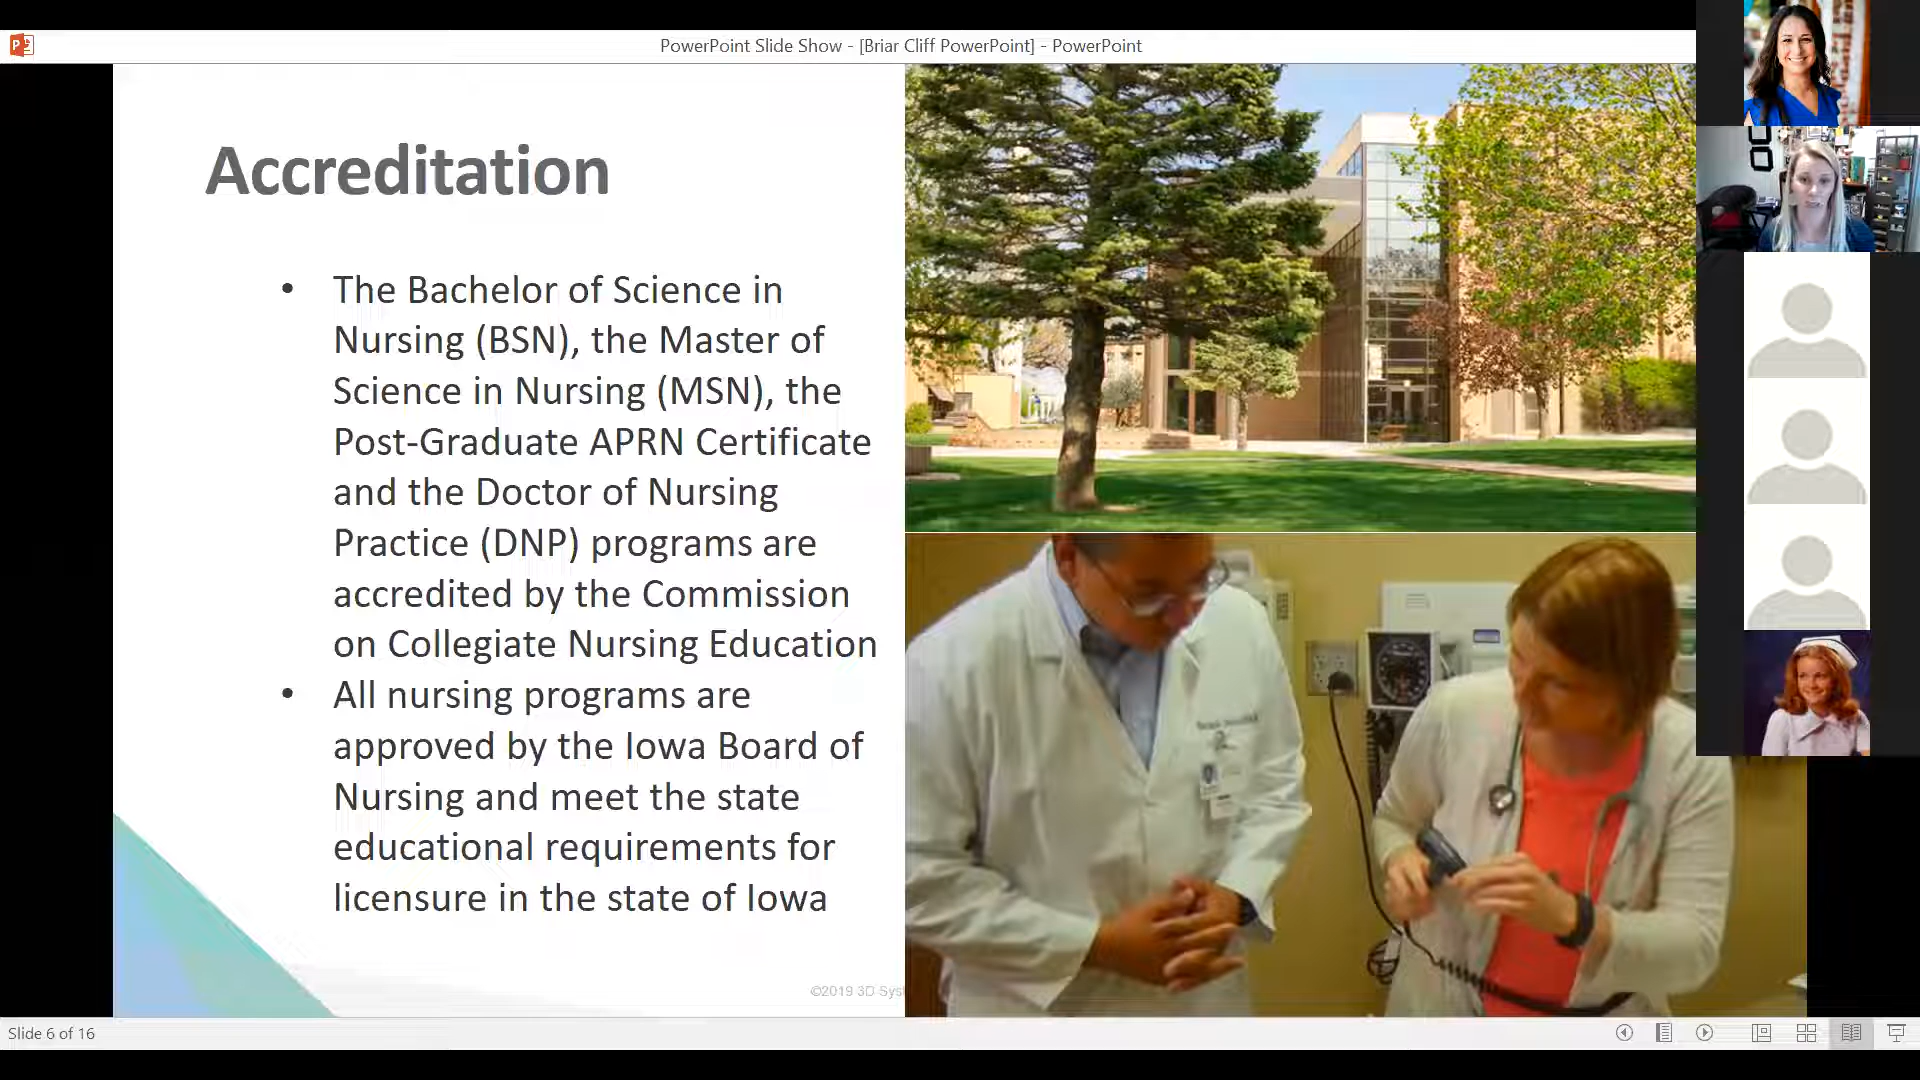 PowerPoint Slide Show - [Briar Cliff PowerPoint] - PowerPoint
Accreditation
• The Bachelor of Science in
Nursing (BSN), the Master of
Science in Nursing (MSN), the
Post-Graduate APRN Certificate
and the Doctor of Nursing
Practice (DNP) programs are
accredited by the Commission
on Collegiate Nursing Education
• All nursing programs are
approved by the Iowa Board of
Nursing and meet the state
educational requirements for
licensure in the state of Iowa
©2019 3D Syst
Slide 6 of 16